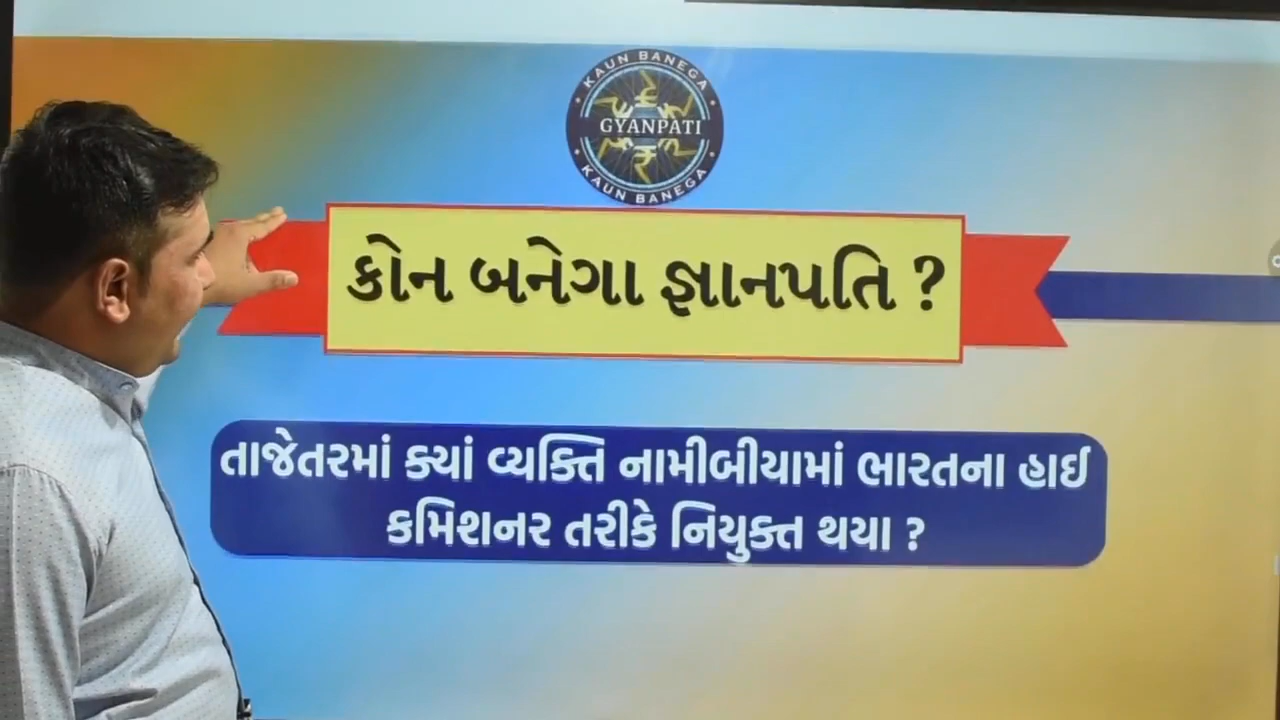 KAUN BANEGA
GYANPATI
KAUN BANEGA
કોન બનેગા જ્ઞાનપતિ ?
તાજેતરમાં ક્યાં વ્યક્તિ નામીબીયામાં ભારતના હાઈ
કમિશનર તરીકે નિયુક્ત થયા ?